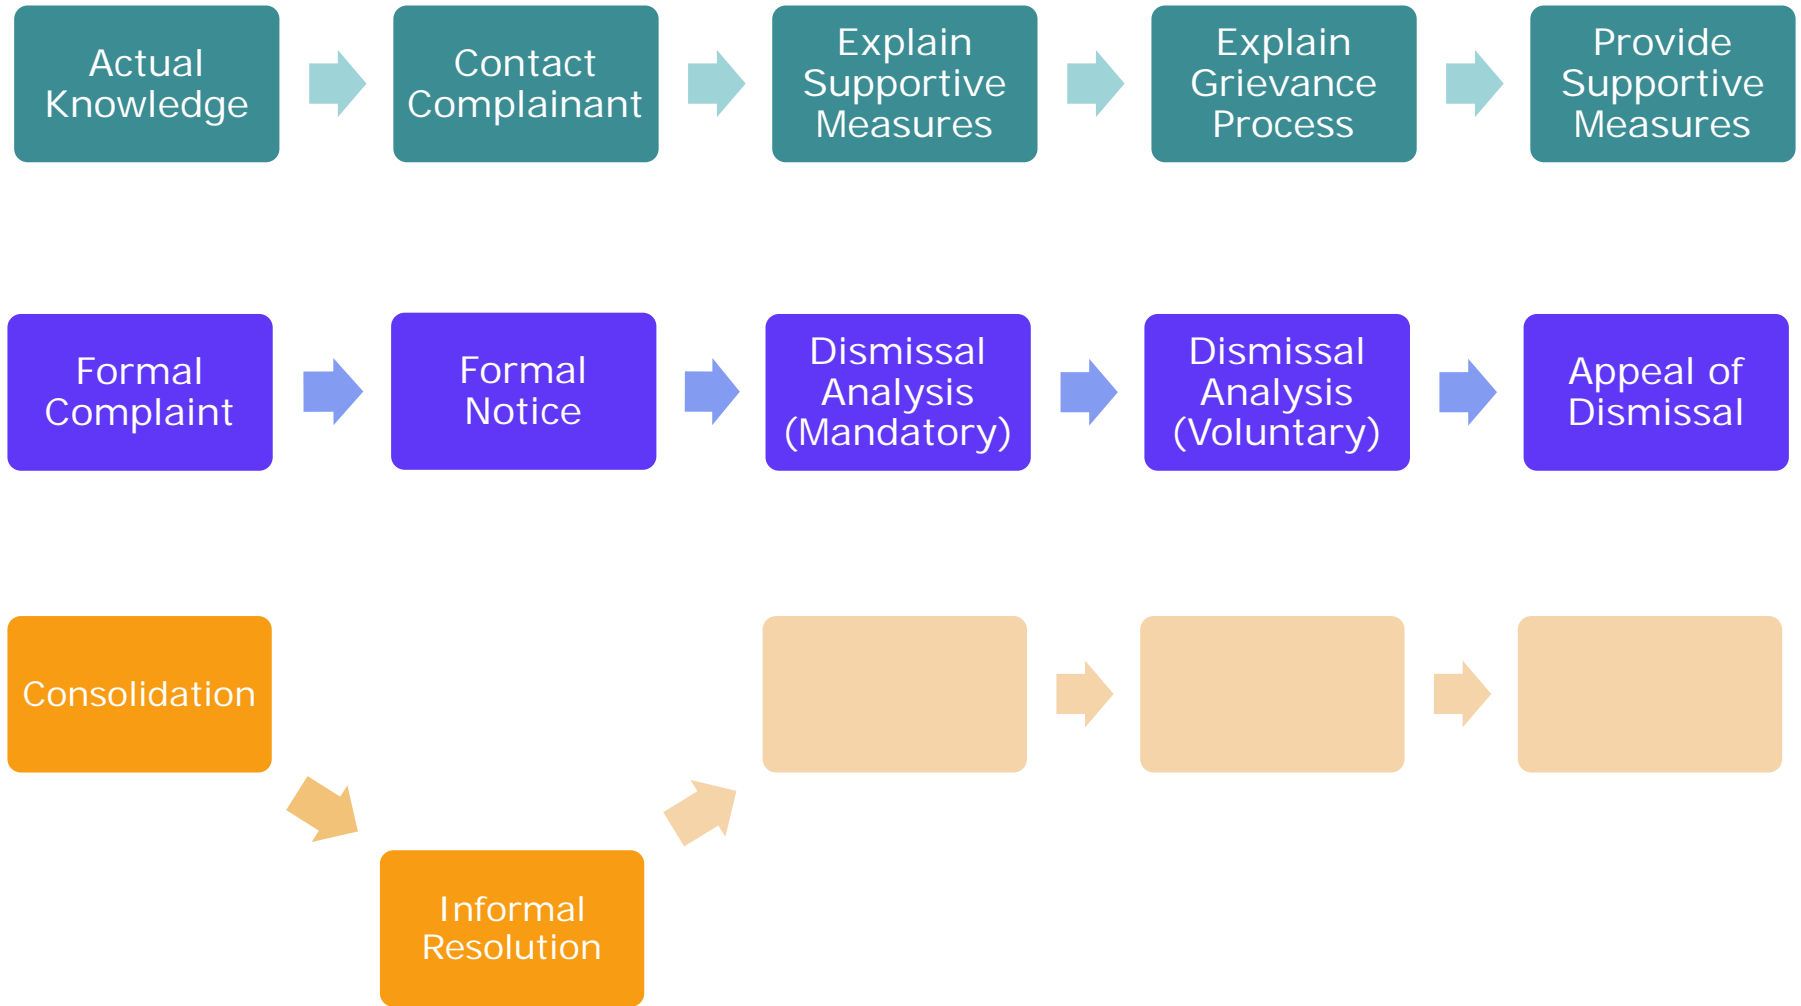 Actual
Knowledge
Contact
Complainant
Explain
Supportive
Measures
Explain
Grievance
Process
Provide
Supportive
Measures
Formal
Complaint
Formal
Notice
Dismissal
Analysis
(Mandatory)
Dismissal
Analysis
(Voluntary)
Appeal of
Dismissal
Consolidation
Informal
Resolution